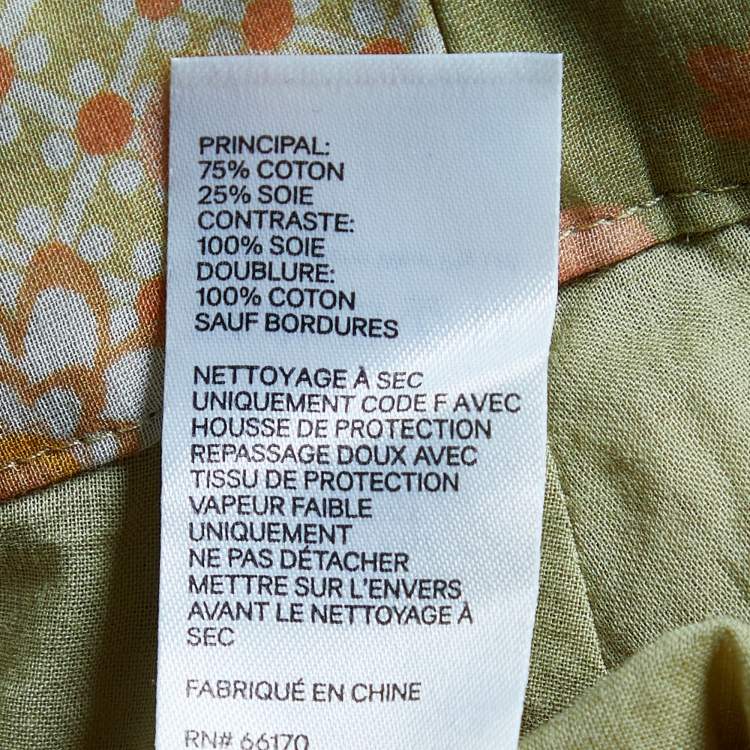 PRINCIPAL:
75% COTON
25% SOIE
CONTRASTE:
100% SOIE
DOUBLURE:
100% COTON
SAUF BORDURES
NETTOYAGE À SEC
UNIQUEMENT CODE F AVEC
HOUSSE DE PROTECTION
REPASSAGE DOUX AVEC
TISSU DE PROTECTION
VAPEUR FAIBLE
UNIQUEMENT
NE PAS DÉTACHER
METTRE SUR L'ENVERS
AVANT LE NETTOYAGE À
SEC
FABRIQUÉ EN CHINE
RN# 66170